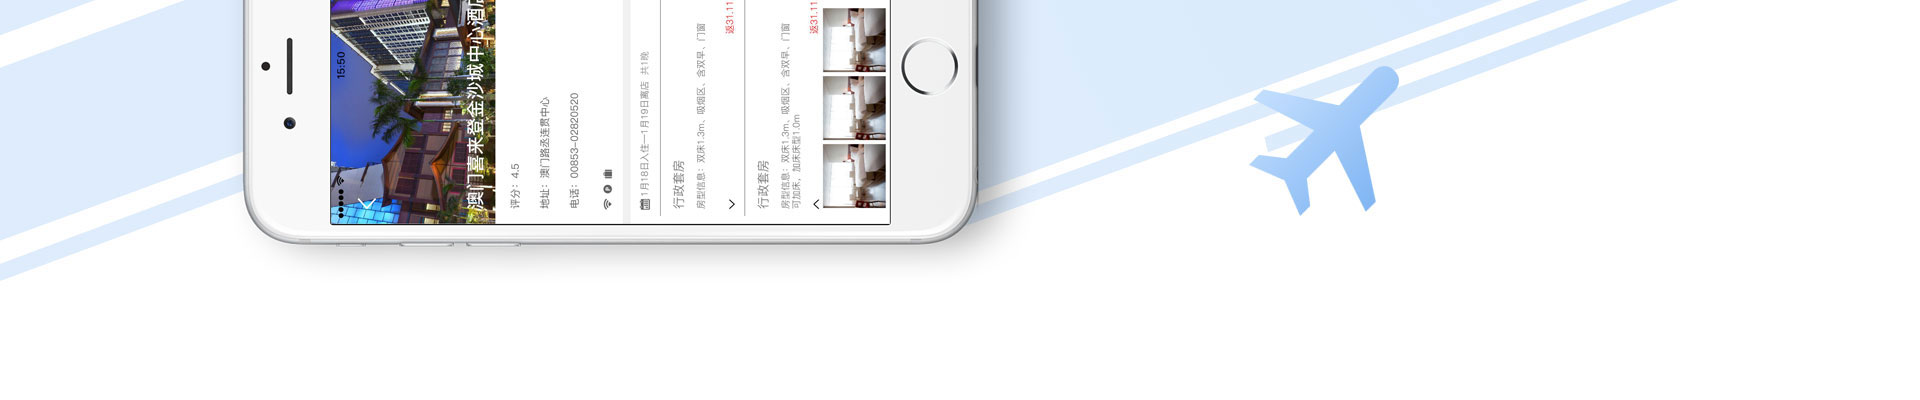 15:50
澳门喜来登金沙城中心酒店
评分：4.5
地址：澳门路氹连贯中心
电话：00853-02820520
1月18日入住—1月19日离店 共1晚
行政套房
房型信息：双床1.3m、吸烟区、含双早、门窗
返31.11
行政套房
房型信息：双床1.3m、吸烟区、含双早、门窗
可加床，加床床型1.0m
返31.11